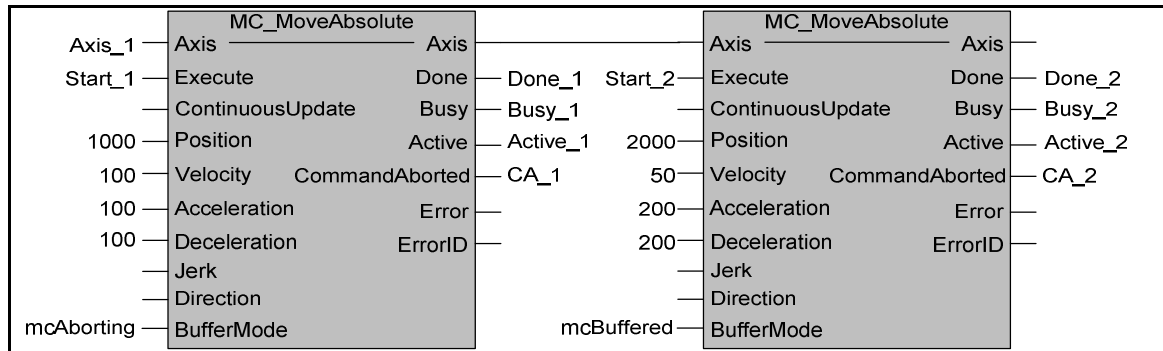 MC_MoveAbsolute MC_MoveAbsolute
Axis_1 Axis Axis Axis Axis
Start_1 Execute Done Done_1 Start_2 Execute Done Done_2
ContinuousUpdate Busy Busy_1 ContinuousUpdate Busy Busy_2
1000 Position Active Active_1 2000 Position Active Active_2
100 Velocity CommandAborted CA_1 50 Velocity CommandAborted CA_2
100 Acceleration Error 200 Acceleration Error
100 Deceleration ErrorID 200 Deceleration ErrorID
Jerk Jerk
Direction Direction
mcAborting BufferMode mcBuffered BufferMode